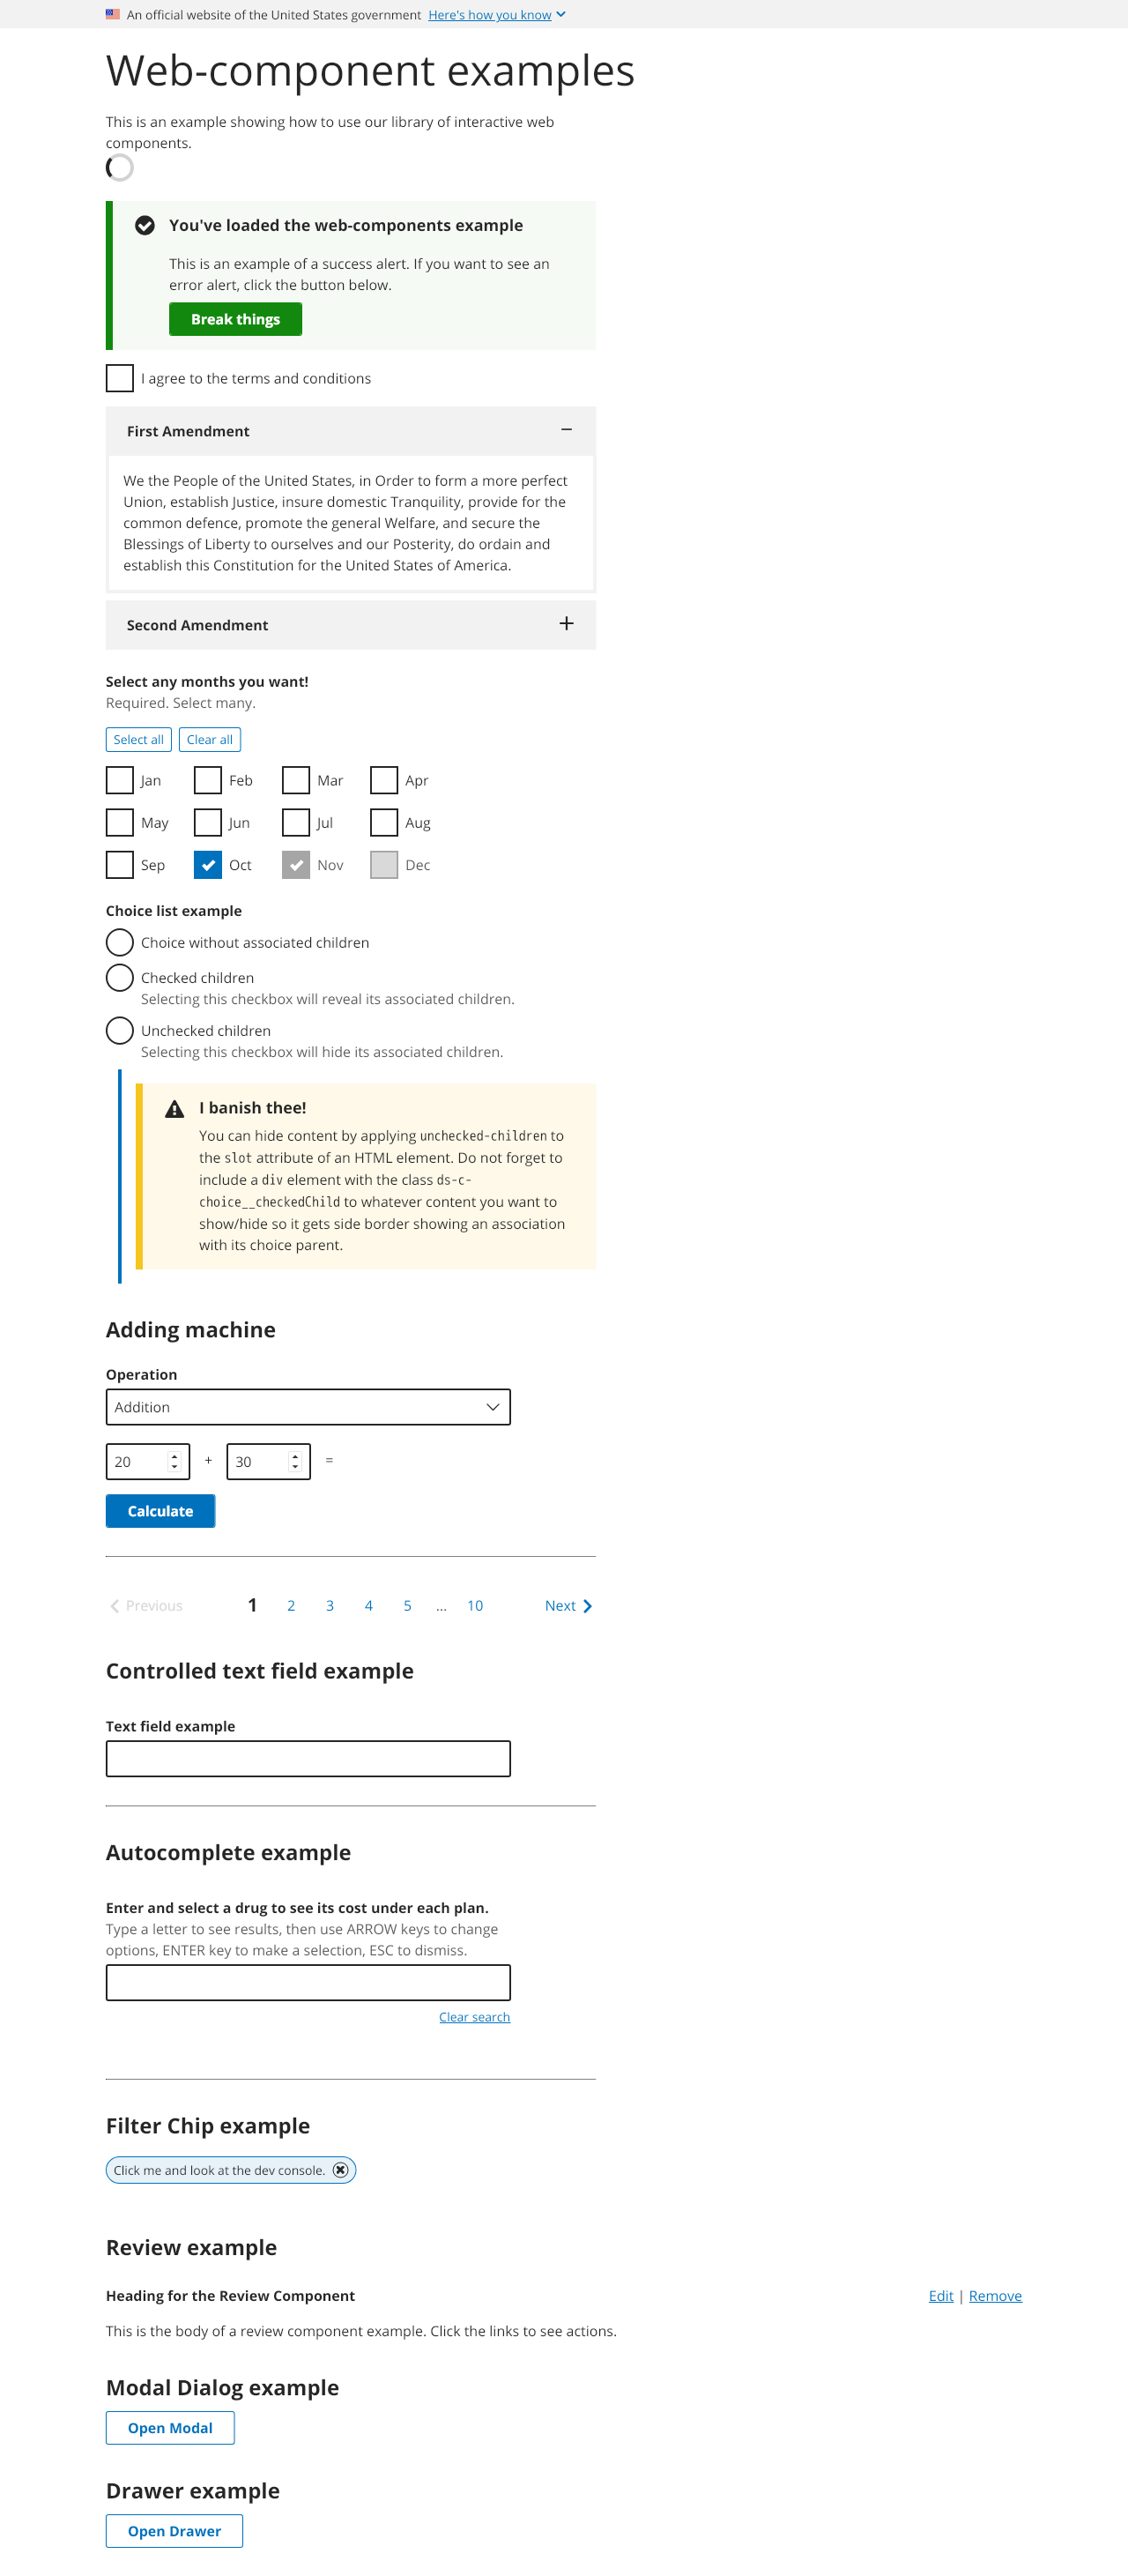 An official website of the United States government Here's how you know
Web-component examples
This is an example showing how to use our library of interactive web
components.
You've loaded the web-components example
This is an example of a success alert. If you want to see an
error alert, click the button below.
Break things
I agree to the terms and conditions
First Amendment
We the People of the United States, in Order to form a more perfect
Union, establish Justice, insure domestic Tranquility, provide for the
common defence, promote the general Welfare, and secure the
Blessings of Liberty to ourselves and our Posterity, do ordain and
establish this Constitution for the United States of America.
Second Amendment
Select any months you want!
Required. Select many.
Select all Clear all
Jan Feb Mar Apr
May Jun Jul Aug
Sep Oct Nov Dec
Choice list example
Choice without associated children
Checked children
Selecting this checkbox will reveal its associated children.
Unchecked children
Selecting this checkbox will hide its associated children.
I banish thee!
You can hide content by applying unchecked-children to
the slot attribute of an HTML element. Do not forget to
include a div element with the class ds-c-
choice__checkedChild to whatever content you want to
show/hide so it gets side border showing an association
with its choice parent.
Adding machine
Operation
Addition
20 + 30 =
Calculate
Previous 1 2 3 4 5 ... 10 Next
Controlled text field example
Text field example
Autocomplete example
Enter and select a drug to see its cost under each plan.
Type a letter to see results, then use ARROW keys to change
options, ENTER key to make a selection, ESC to dismiss.
Clear search
Filter Chip example
Click me and look at the dev console.
Review example
Heading for the Review Component Edit | Remove
This is the body of a review component example. Click the links to see actions.
Modal Dialog example
Open Modal
Drawer example
Open Drawer